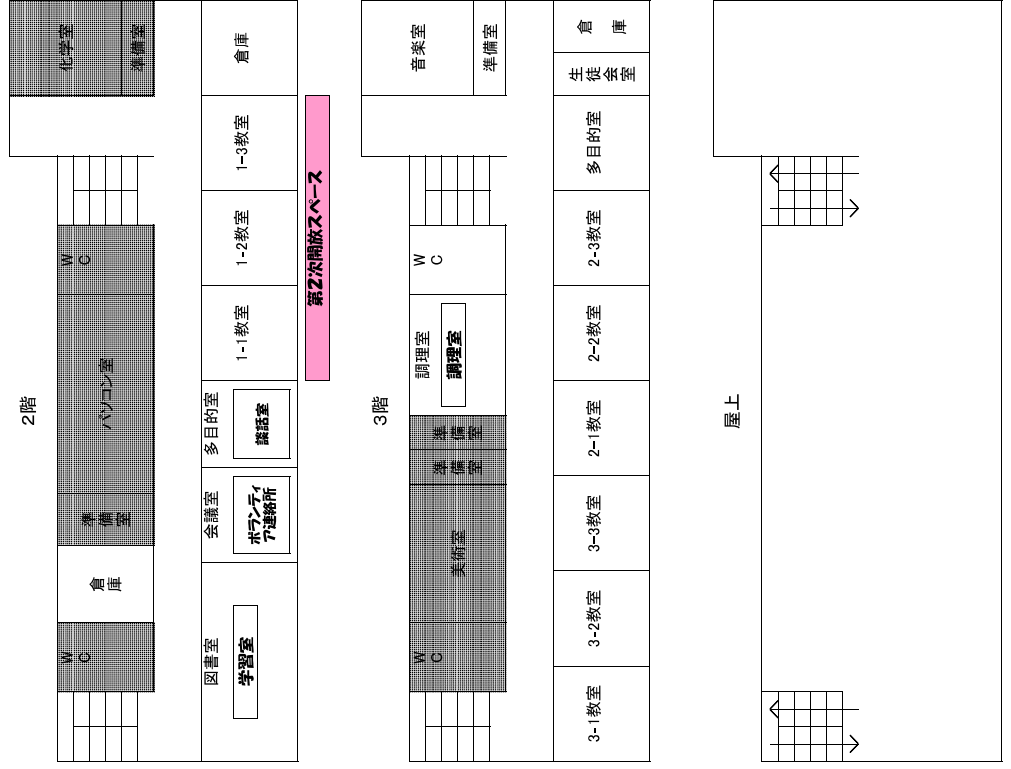 2階
化学室
準備室
WC
パソコン室
準備室
倉庫
WC
倉庫
1-3教室
1-2教室
1-1教室
多目的室
談話室
会議室
ボランティ
ア連絡所
図書室
学習室
第2次開放スペース
3階
音楽室
準備室
WC
調理室
調理室
準備室
準備室
美術室
WC
倉庫
生徒会室
多目的室
2-3教室
2-2教室
2-1教室
3-3教室
3-2教室
3-1教室
屋上